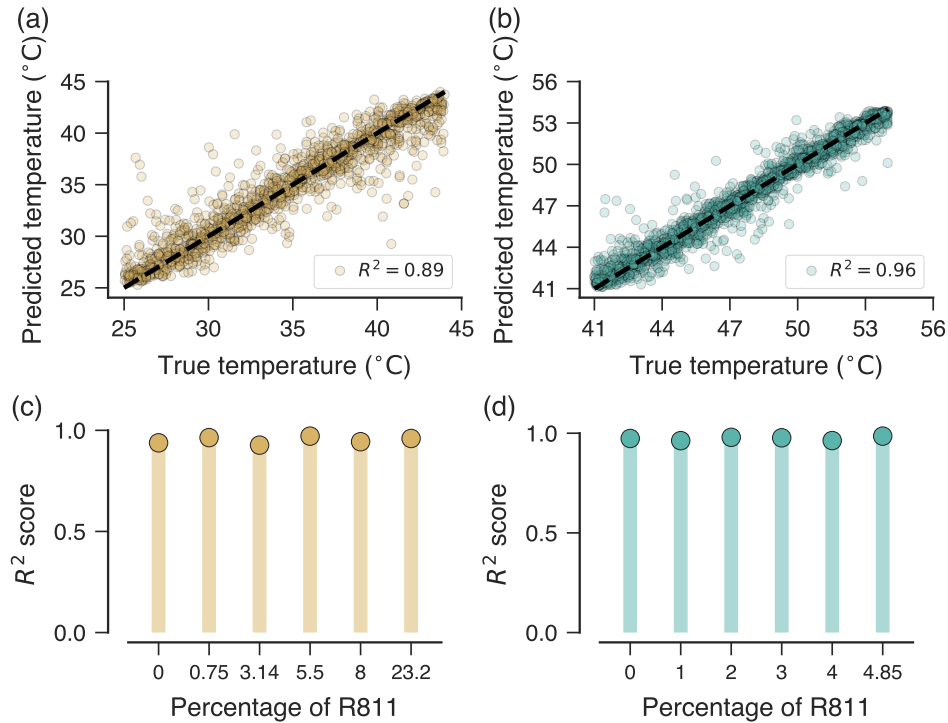 (a)
Predicted temperature (°C)
45
40
35
30
25
R² = 0.89
25 30 35 40 45
True temperature (°C)
(b)
Predicted temperature (°C)
56
53
50
47
44
41
R² = 0.96
41 44 47 50 53 56
True temperature (°C)
(c)
R² score
1.0
0.5
0.0
0 0.75 3.14 5.5 8 23.2
Percentage of R811
(d)
R² score
1.0
0.5
0.0
0 1 2 3 4 4.85
Percentage of R811